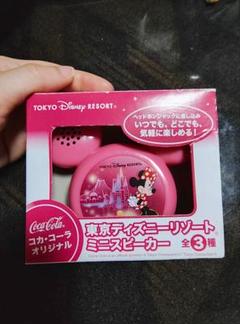 TOKYO Disney RESORT®
ヘッドホンジャックに差し込み
いつでも、どこでも、
気軽に楽しめる!
TOKYO Disney RESORT
Coca-Cola
コカ・コーラ
オリジナル
東京ディズニーリゾート®
ミニスピーカー
全3種